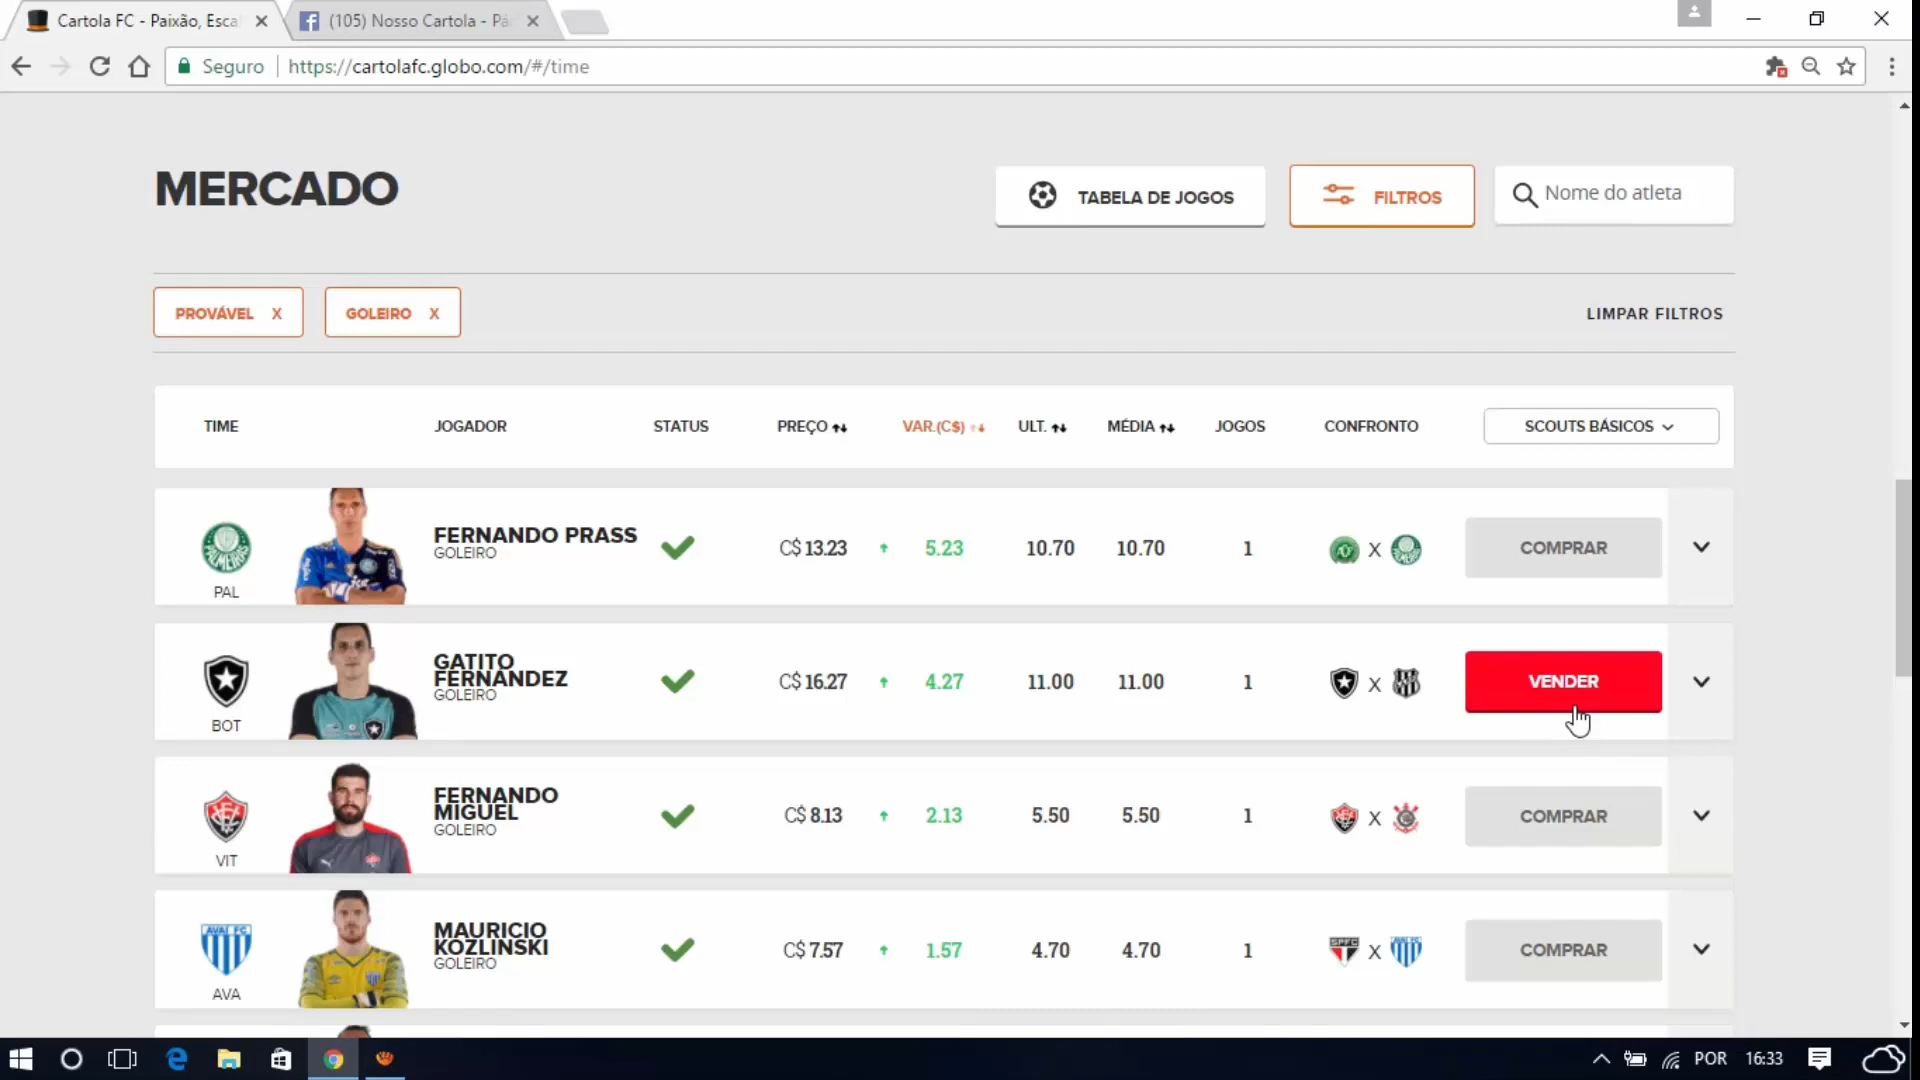 Cartola FC - Paixão, Esca
(105) Nosso Cartola - Pá
Seguro
https://cartolafc.globo.com/#/time
MERCADO
TABELA DE JOGOS
FILTROS
Nome do atleta
PROVÁVEL X
GOLEIRO X
LIMPAR FILTROS
TIME JOGADOR STATUS PREÇO VAR.(C$) ULT. MÉDIA JOGOS CONFRONTO SCOUTS BÁSICOS
FERNANDO PRASS
GOLEIRO
C$ 13.23 5.23 10.70 10.70 1 X COMPRAR
PAL
GATITO
FERNANDEZ
GOLEIRO
C$ 16.27 4.27 11.00 11.00 1 X VENDER
BOT
FERNANDO
MIGUEL
GOLEIRO
C$ 8.13 2.13 5.50 5.50 1 X COMPRAR
VIT
MAURICIO
KOZLINSKI
GOLEIRO
C$ 7.57 1.57 4.70 4.70 1 X COMPRAR
AVA
POR 16:33